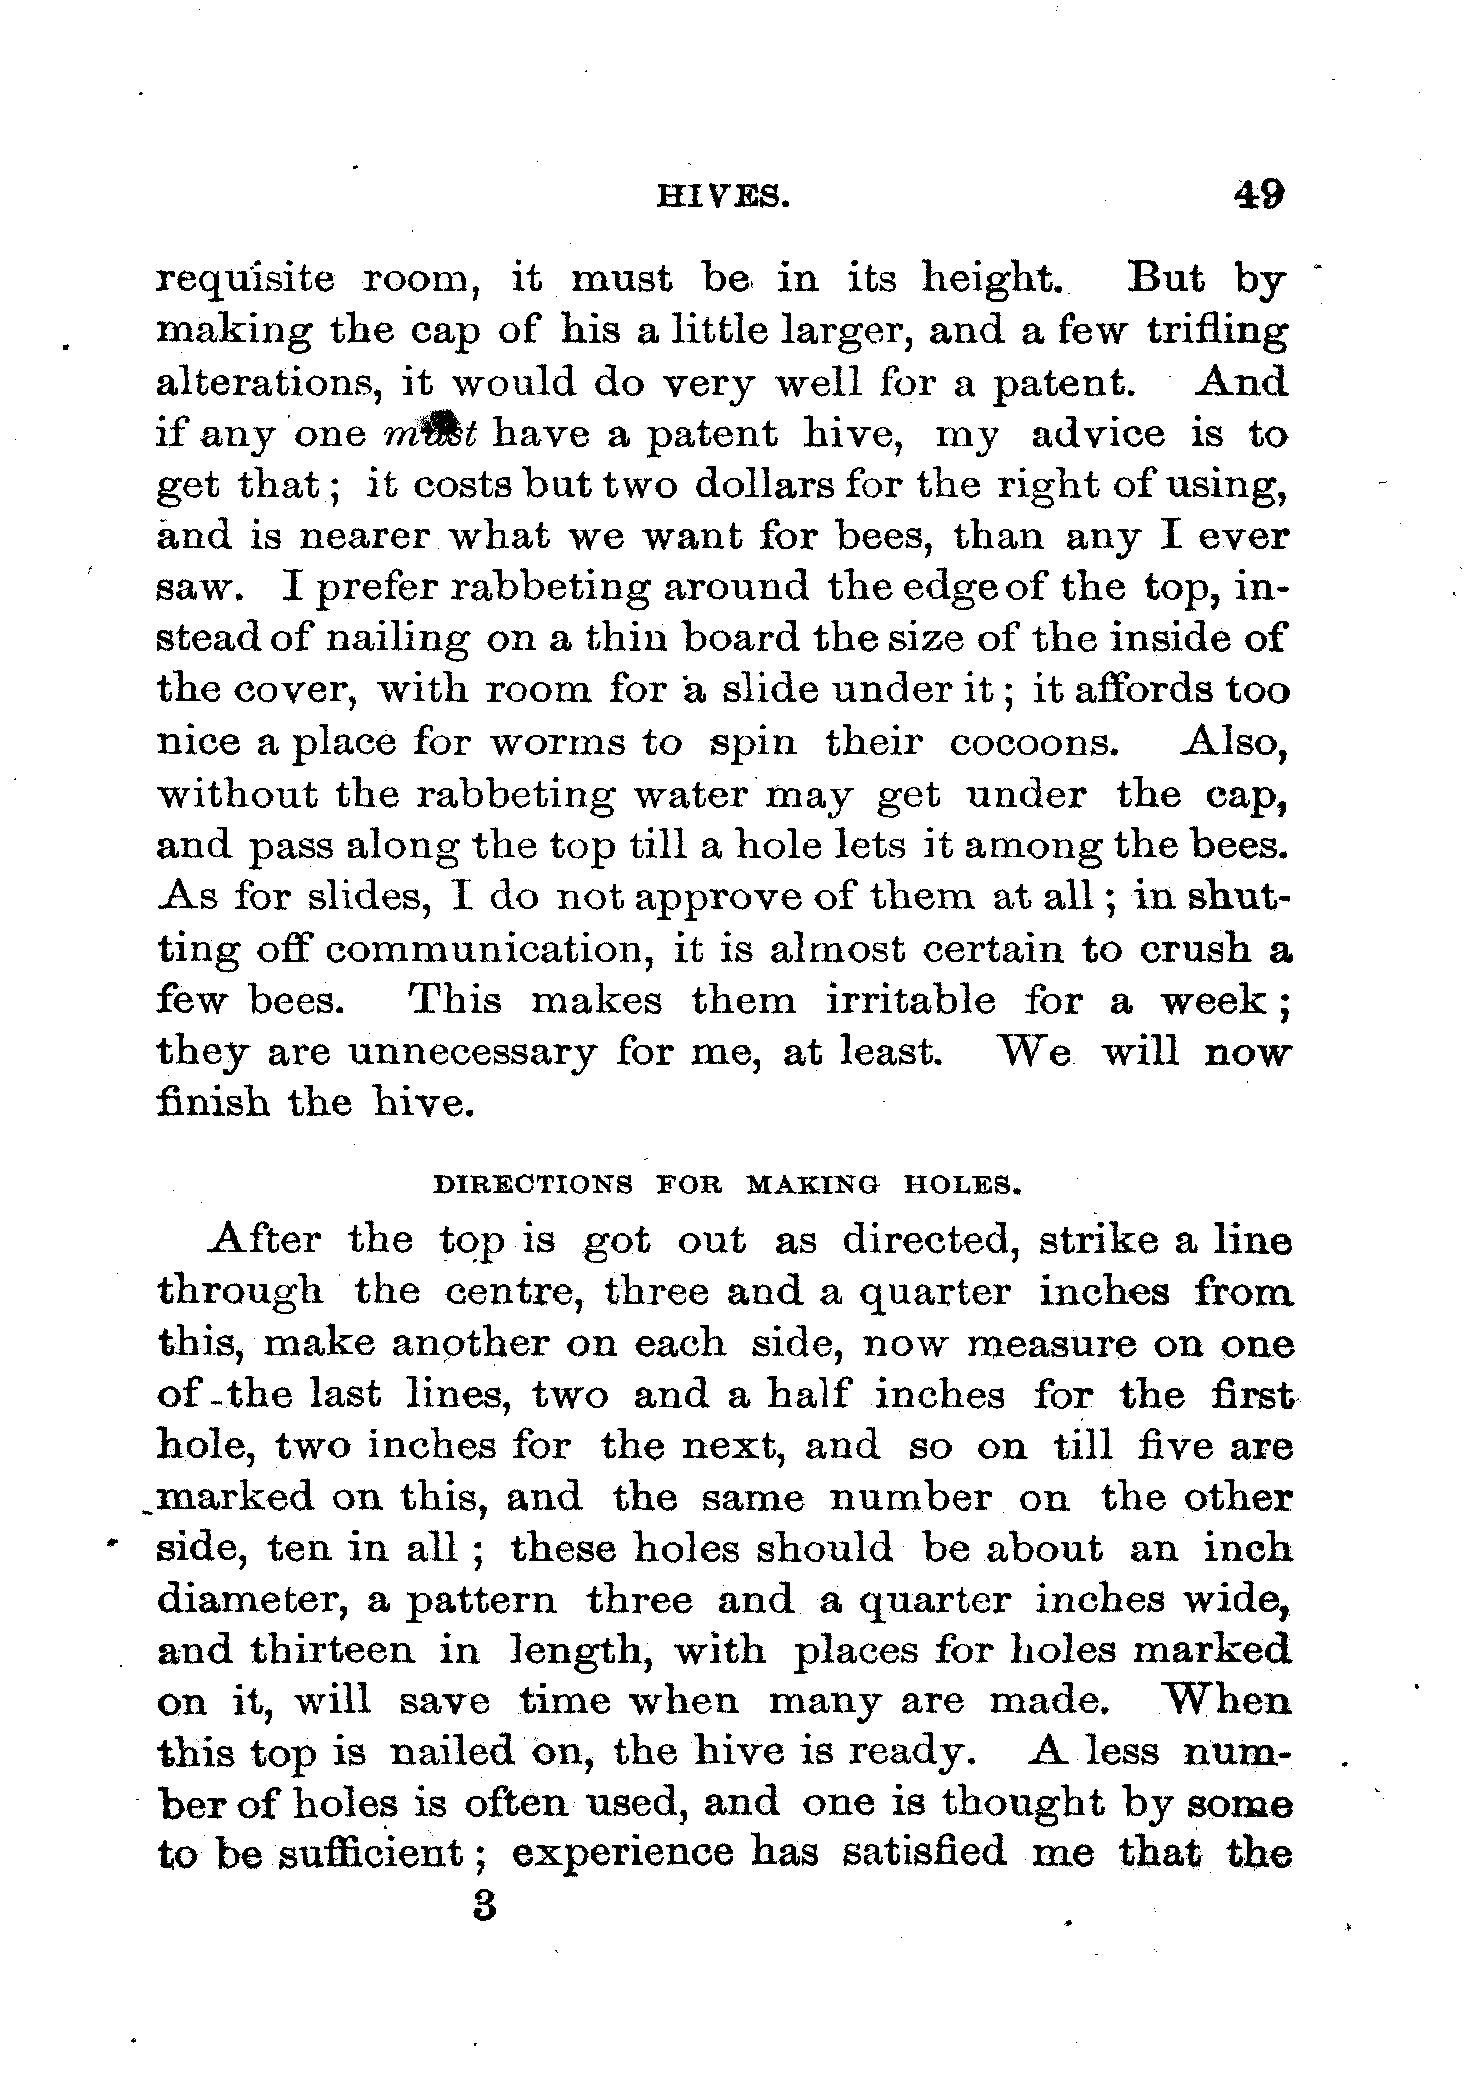 HIVES. 49
requisite room, it must be in its height. But by
making the cap of his a little larger, and a few trifling
alterations, it would do very well for a patent. And
if any one must have a patent hive, my advice is to
get that; it costs but two dollars for the right of using,
and is nearer what we want for bees, than any I ever
saw. I prefer rabbeting around the edge of the top, in-
stead of nailing on a thin board the size of the inside of
the cover, with room for a slide under it; it affords too
nice a place for worms to spin their cocoons. Also,
without the rabbeting water may get under the cap,
and pass along the top till a hole lets it among the bees.
As for slides, I do not approve of them at all; in shut-
ting off communication, it is almost certain to crush a
few bees. This makes them irritable for a week;
they are unnecessary for me, at least. We will now
finish the hive.
DIRECTIONS FOR MAKING HOLES.
After the top is got out as directed, strike a line
through the centre, three and a quarter inches from
this, make another on each side, now measure on one
of the last lines, two and a half inches for the first
hole, two inches for the next, and so on till five are
marked on this, and the same number on the other
side, ten in all; these holes should be about an inch
diameter, a pattern three and a quarter inches wide,
and thirteen in length, with places for holes marked
on it, will save time when many are made. When
this top is nailed on, the hive is ready. A less num-
ber of holes is often used, and one is thought by some
to be sufficient; experience has satisfied me that the
3